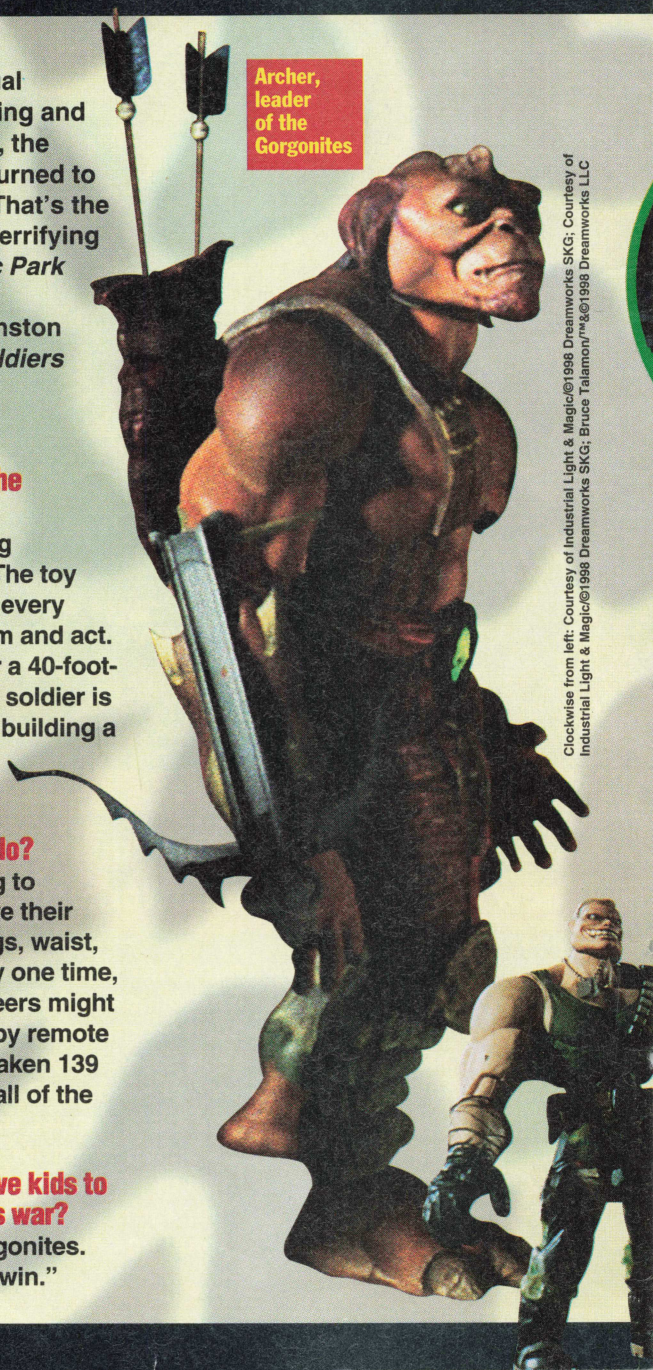 al
ing and
, the
urned to
That's the
errifying
c Park
nston
ldiers
he
g
The toy
every
m and act.
r a 40-foot-
soldier is
building a
do?
g to
e their
gs, waist,
y one time,
eers might
by remote
aken 139
all of the
ve kids to
s war?
gonites.
win.”
Archer,
leader
of the
Gorgonites
Clockwise from left: Courtesy of Industrial Light & Magic/©1998 Dreamworks SKG; Courtesy of
Industrial Light & Magic/©1998 Dreamworks SKG; Bruce Talamon/™&©1998 Dreamworks LLC